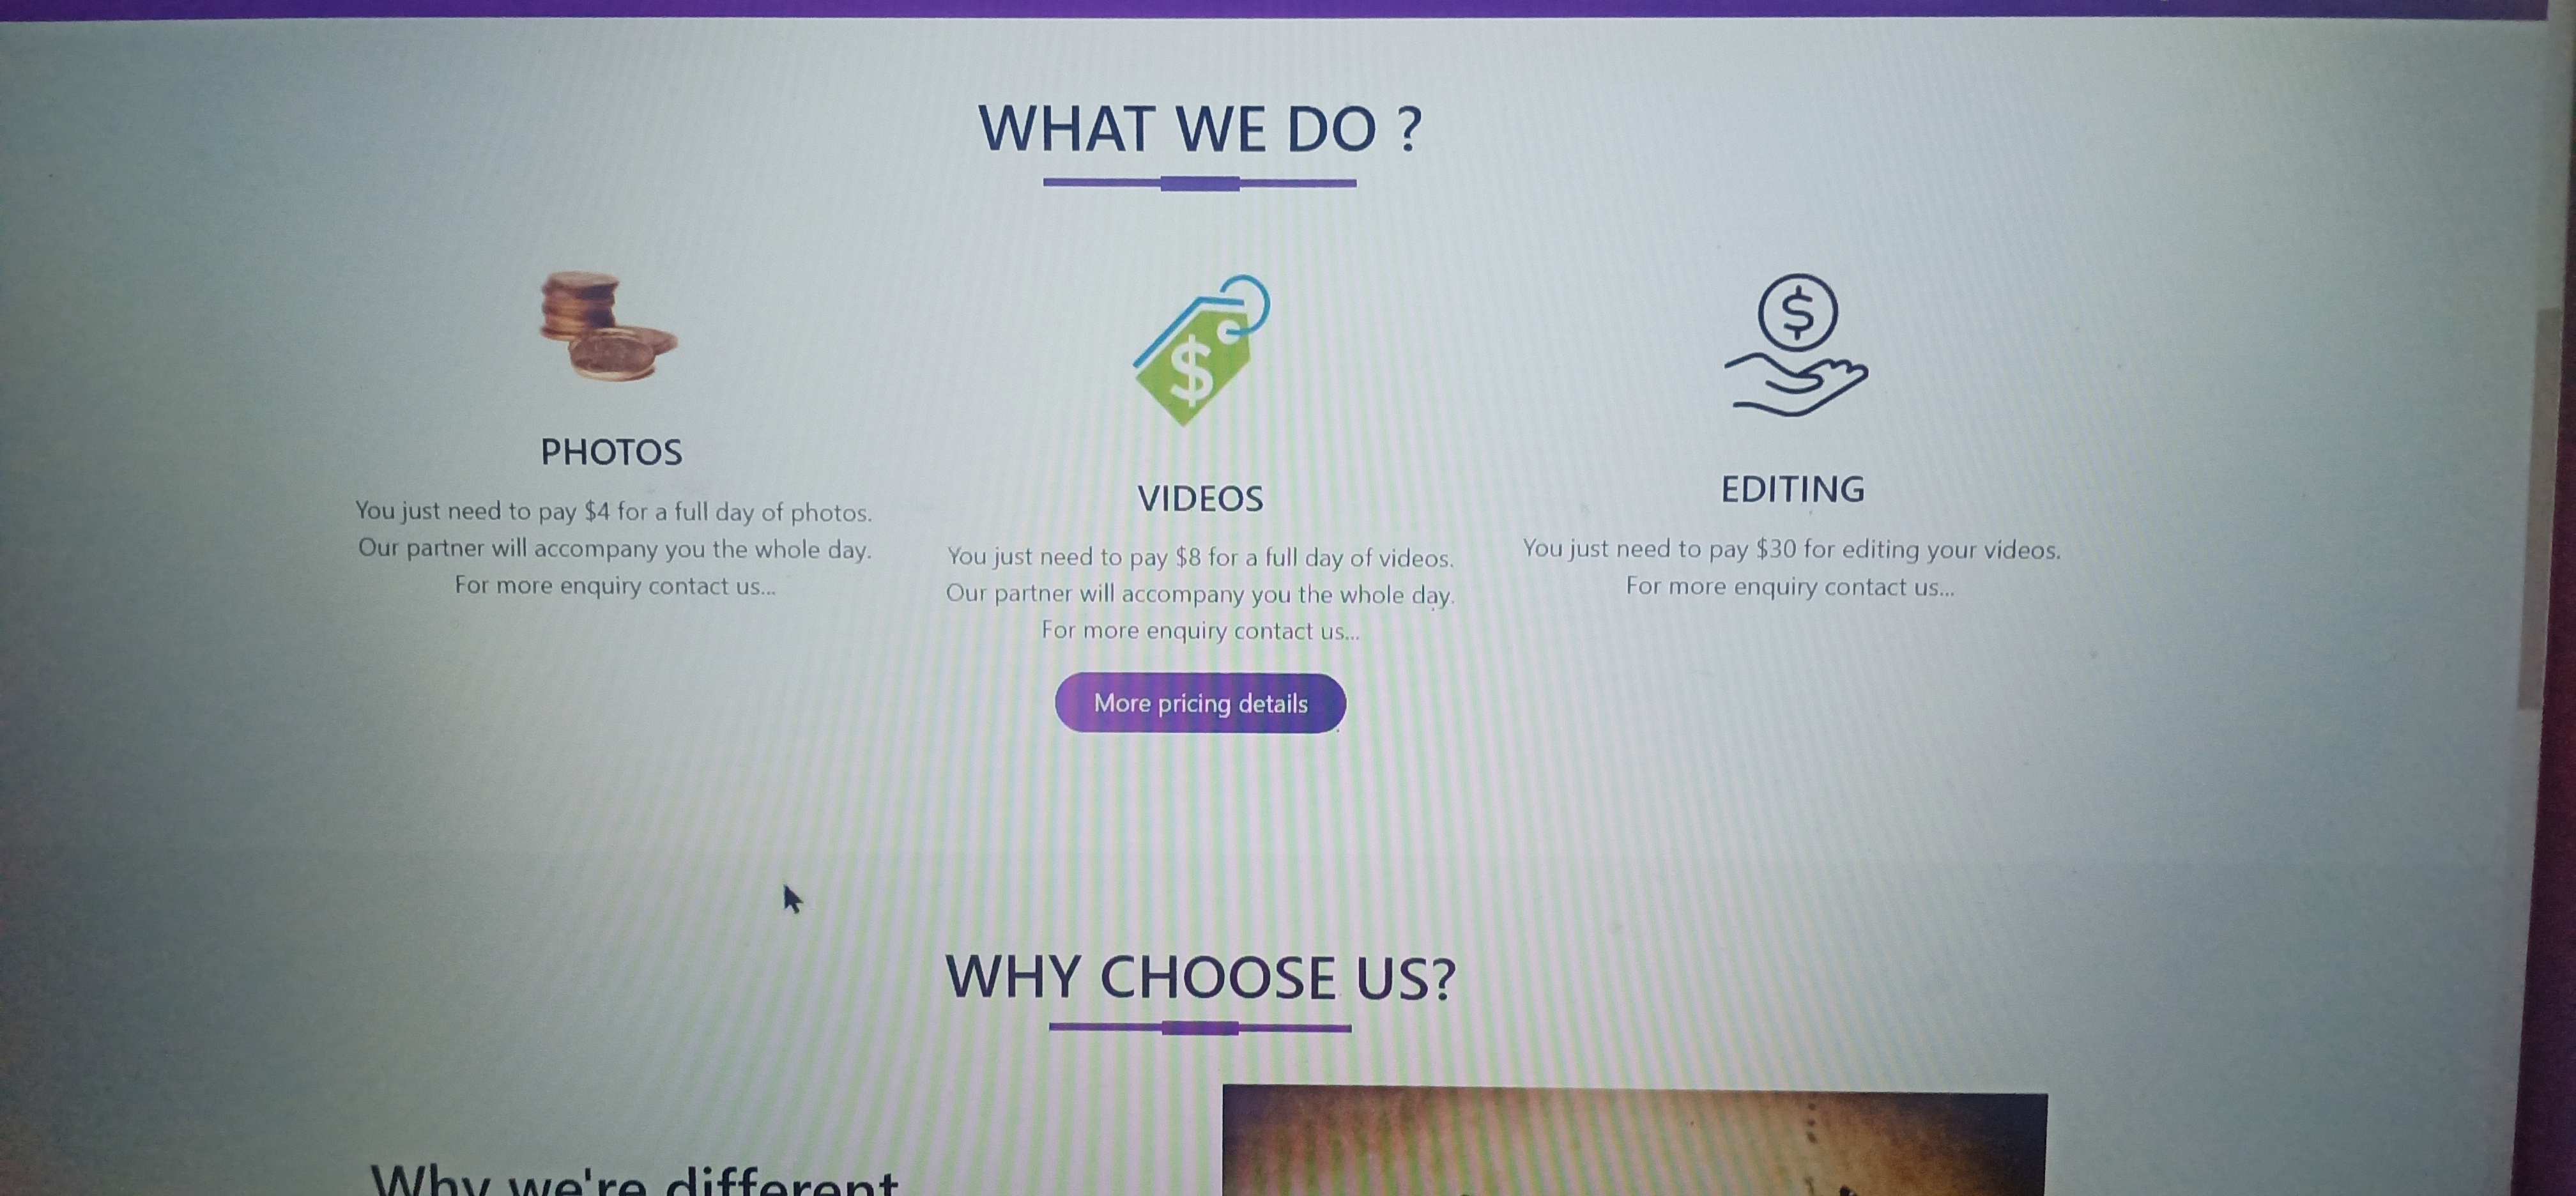 WHAT WE DO ?
$
$
PHOTOS
You just need to pay $4 for a full day of photos.
Our partner will accompany you the whole day.
For more enquiry contact us...
VIDEOS
You just need to pay $8 for a full day of videos.
Our partner will accompany you the whole day.
For more enquiry contact us...
More pricing details
EDITING
You just need to pay $30 for editing your videos.
For more enquiry contact us...
WHY CHOOSE US?
Why we're different